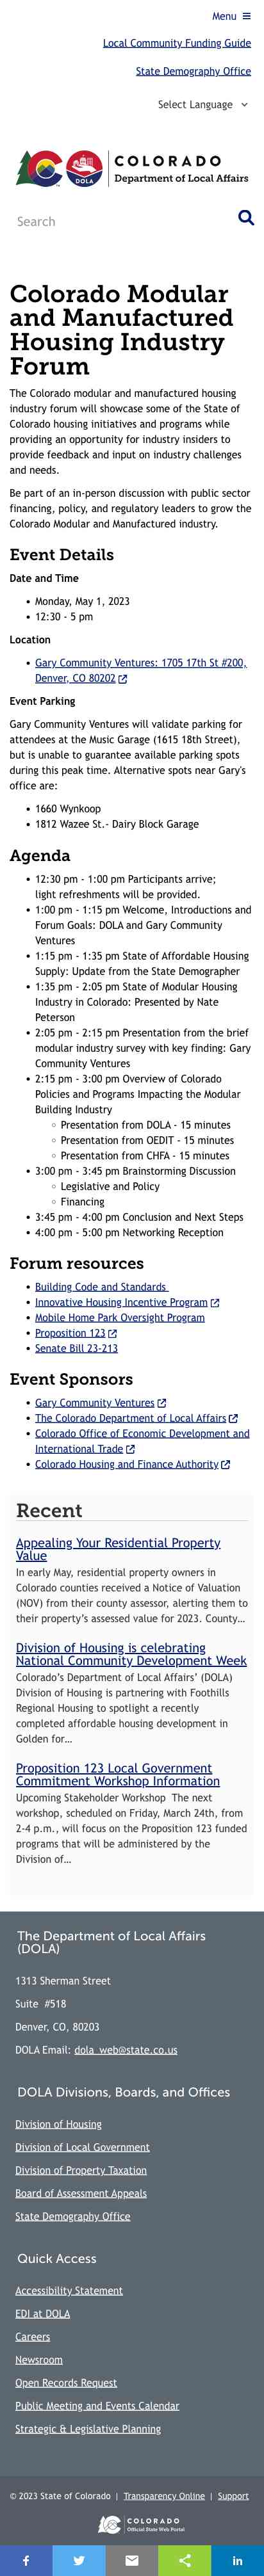 Menu
Local Community Funding Guide
State Demography Office
Select Language
DOLA
COLORADO
Department of Local Affairs
Search
Colorado Modular
and Manufactured
Housing Industry
Forum
The Colorado modular and manufactured housing
industry forum will showcase some of the State of
Colorado housing initiatives and programs while
providing an opportunity for industry insiders to
provide feedback and input on industry challenges
and needs.
Be part of an in-person discussion with public sector
financing, policy, and regulatory leaders to grow the
Colorado Modular and Manufactured industry.
Event Details
Date and Time
• Monday, May 1, 2023
• 12:30 - 5 pm
Location
• Gary Community Ventures: 1705 17th St #200,
Denver, CO 80202
Event Parking
Gary Community Ventures will validate parking for
attendees at the Music Garage (1615 18th Street),
but is unable to guarantee available parking spots
during this peak time. Alternative spots near Gary's
office are:
• 1660 Wynkoop
• 1812 Wazee St.- Dairy Block Garage
Agenda
• 12:30 pm - 1:00 pm Participants arrive;
light refreshments will be provided.
• 1:00 pm - 1:15 pm Welcome, Introductions and
Forum Goals: DOLA and Gary Community
Ventures
• 1:15 pm - 1:35 pm State of Affordable Housing
Supply: Update from the State Demographer
• 1:35 pm - 2:05 pm State of Modular Housing
Industry in Colorado: Presented by Nate
Peterson
• 2:05 pm - 2:15 pm Presentation from the brief
modular industry survey with key finding: Gary
Community Ventures
• 2:15 pm - 3:00 pm Overview of Colorado
Policies and Programs Impacting the Modular
Building Industry
◦ Presentation from DOLA - 15 minutes
◦ Presentation from OEDIT - 15 minutes
◦ Presentation from CHFA - 15 minutes
• 3:00 pm - 3:45 pm Brainstorming Discussion
◦ Legislative and Policy
◦ Financing
• 3:45 pm - 4:00 pm Conclusion and Next Steps
• 4:00 pm - 5:00 pm Networking Reception
Forum resources
• Building Code and Standards
• Innovative Housing Incentive Program
• Mobile Home Park Oversight Program
• Proposition 123
• Senate Bill 23-213
Event Sponsors
• Gary Community Ventures
• The Colorado Department of Local Affairs
• Colorado Office of Economic Development and
International Trade
• Colorado Housing and Finance Authority
Recent
Appealing Your Residential Property
Value
In early May, residential property owners in
Colorado counties received a Notice of Valuation
(NOV) from their county assessor, alerting them to
their property’s assessed value for 2023. County…
Division of Housing is celebrating
National Community Development Week
Colorado’s Department of Local Affairs’ (DOLA)
Division of Housing is partnering with Foothills
Regional Housing to spotlight a recently
completed affordable housing development in
Golden for…
Proposition 123 Local Government
Commitment Workshop Information
Upcoming Stakeholder Workshop  The next
workshop, scheduled on Friday, March 24th, from
2-4 p.m., will focus on the Proposition 123 funded
programs that will be administered by the
Division of…
The Department of Local Affairs
(DOLA)
1313 Sherman Street
Suite #518
Denver, CO, 80203
DOLA Email: dola_web@state.co.us
DOLA Divisions, Boards, and Offices
Division of Housing
Division of Local Government
Division of Property Taxation
Board of Assessment Appeals
State Demography Office
Quick Access
Accessibility Statement
EDI at DOLA
Careers
Newsroom
Open Records Request
Public Meeting and Events Calendar
Strategic & Legislative Planning
© 2023 State of Colorado | Transparency Online | Support
COLORADO
Official State Web Portal